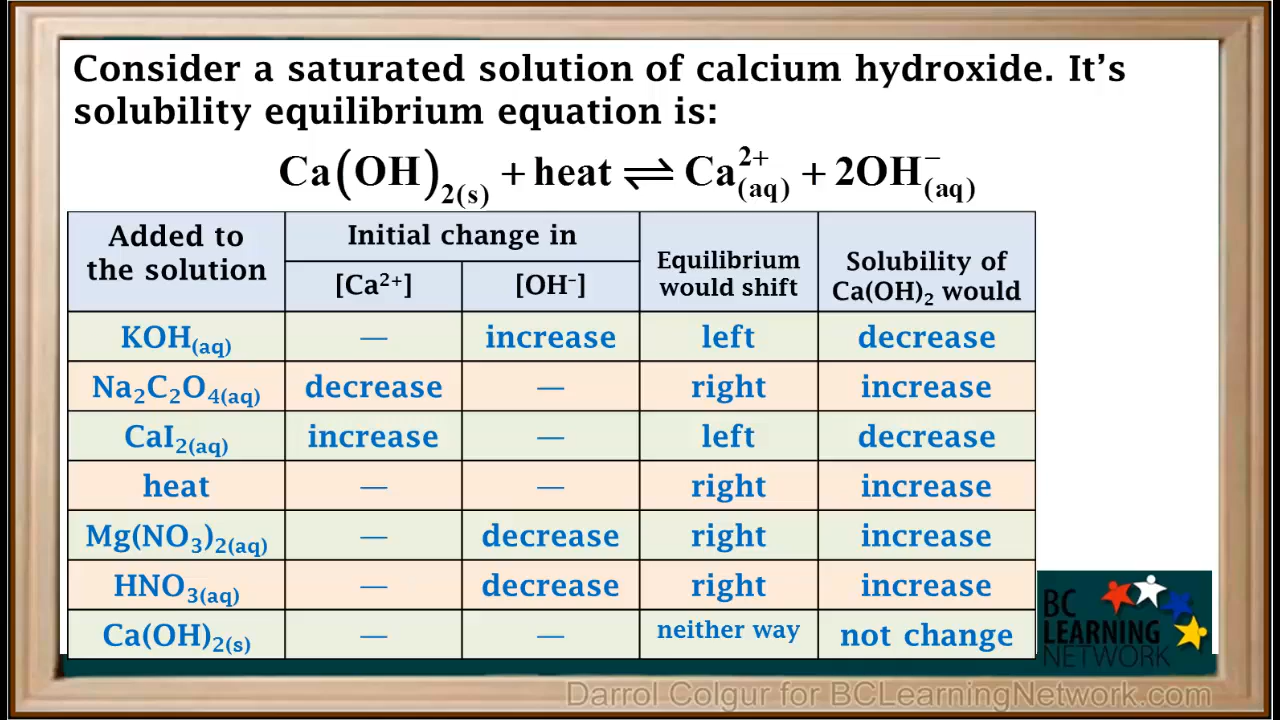 Consider a saturated solution of calcium hydroxide. It's
solubility equilibrium equation is:
Ca(OH)₂₍s₎ + heat ⇌ Ca²⁺(aq) + 2OH⁻(aq)
Added to
the solution
Initial change in
[Ca²⁺]
[OH⁻]
Equilibrium
would shift
Solubility of
Ca(OH)₂ would
KOH(aq) — increase left decrease
Na₂C₂O₄(aq) decrease — right increase
CaI₂(aq) increase — left decrease
heat — — right increase
Mg(NO₃)₂(aq) — decrease right increase
HNO₃(aq) — decrease right increase
Ca(OH)₂(s) — — neither way not change
BC
LEARNING
NETWORK
Darrol Colgur for BCLearningNetwork.com